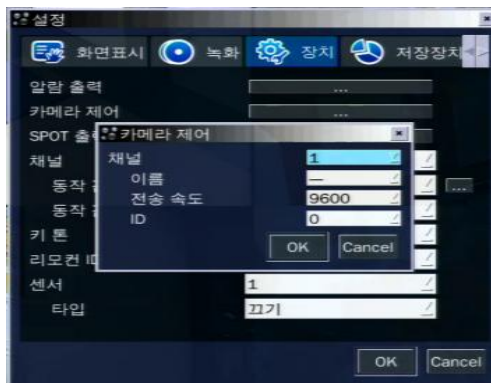 설정
화면표시 녹화 장치 저장장치
알람 출력 ...
카메라 제어 ...
SPOT 출
카메라 제어
채널
채널 1
이름 —
동작 ...
전송 속도 9600
동작
ID 0
키 톤
OK Cancel
리모컨 ID
센서 1
타입 끄기
OK Cancel